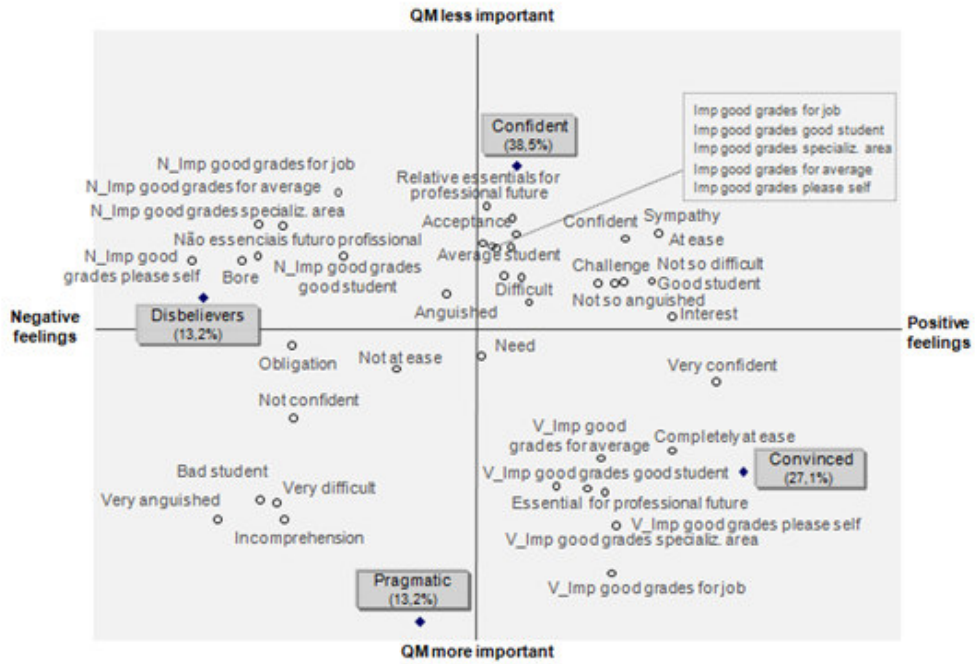 QM less important
Imp good grades for job
Imp good grades good student
Imp good grades specializ. area
Imp good grades for average
Imp good grades please self
Confident
(38,5%)
N_Imp good grades for job
N_Imp good grades for average
N_Imp good grades specializ. area
Não essenciais futuro profissional
N_Imp good
grades please self
Bore
N_Imp good grades
good student
Relative essentials for
professional future
Acceptance
Average student
Difficult
Anguished
Confident
Sympathy
At ease
Challenge
Not so difficult
Good student
Not so anguished
Interest
Negative
feelings
Disbelievers
(13,2%)
Positive
feelings
Obligation
Not at ease
Need
Very confident
Not confident
V_Imp good
grades for average
Completely at ease
Convinced
(27,1%)
V_Imp good grades good student
Bad student
Very difficult
Very anguished
Incomprehension
Essential for professional future
V_Imp good grades please self
V_Imp good grades specializ. area
V_Imp good grades for job
Pragmatic
(13,2%)
QM more important